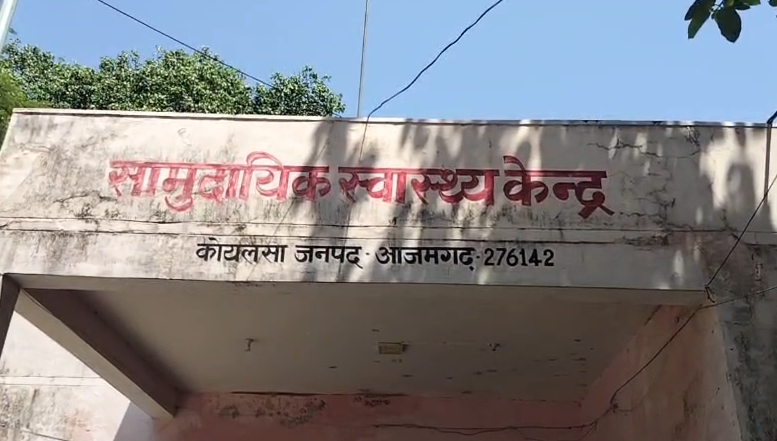 सामुदायिक स्वास्थ्य केन्द्र
कोयलसा जनपद - आजमगढ़ - 276142